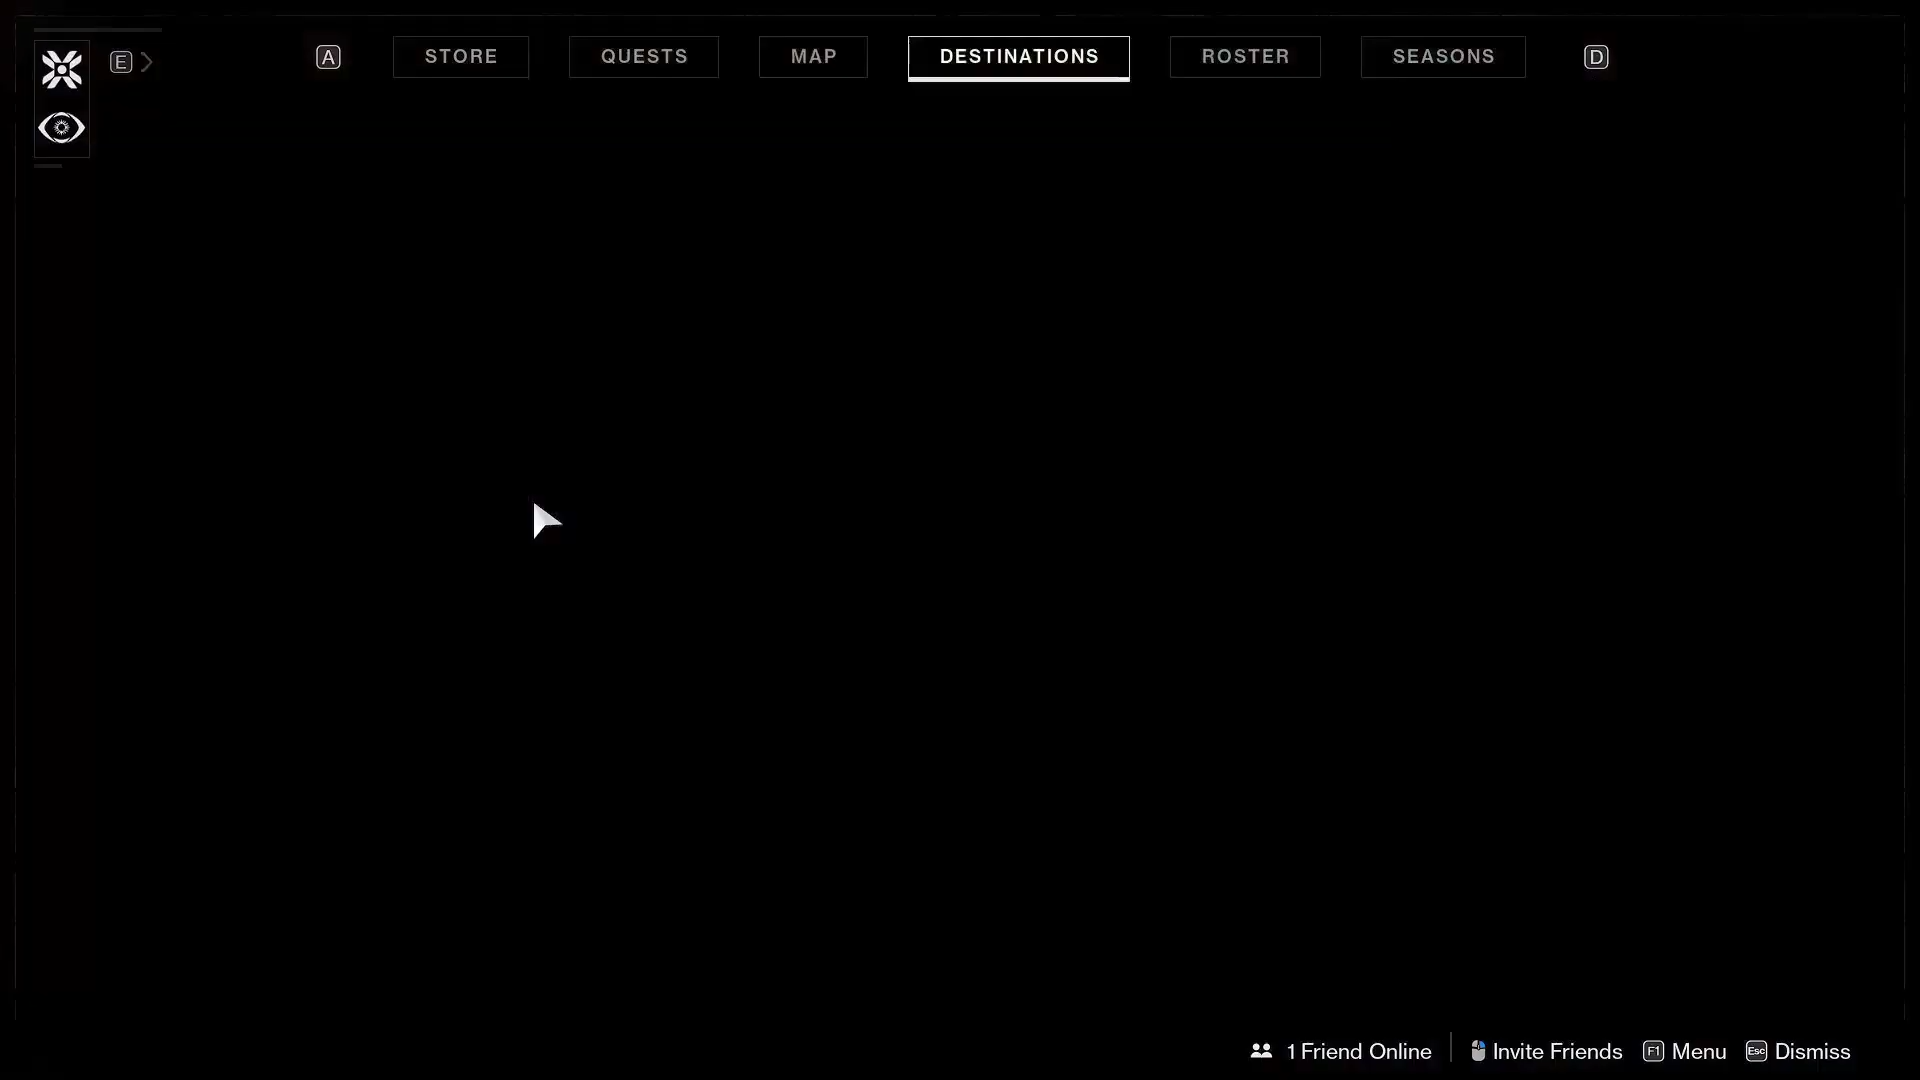 E
A STORE QUESTS MAP DESTINATIONS ROSTER SEASONS D
1 Friend Online Invite Friends F1 Menu Esc Dismiss